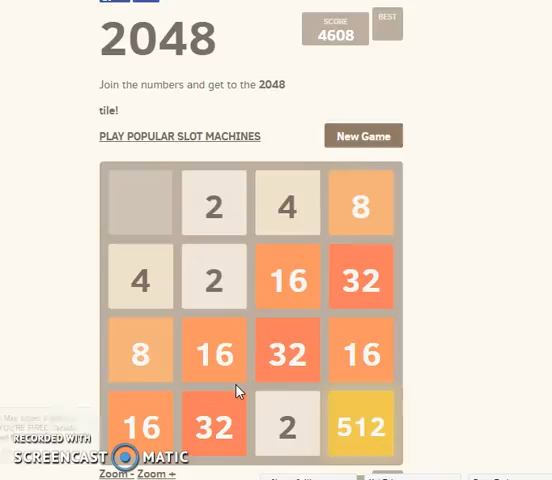 2048
SCORE
4608
BEST
Join the numbers and get to the 2048
tile!
PLAY POPULAR SLOT MACHINES
New Game
2 4 8
4 2 16 32
8 16 32 16
16 32 2 512
RECORDED WITH
SCREENCAST MATIC
Zoom - Zoom +